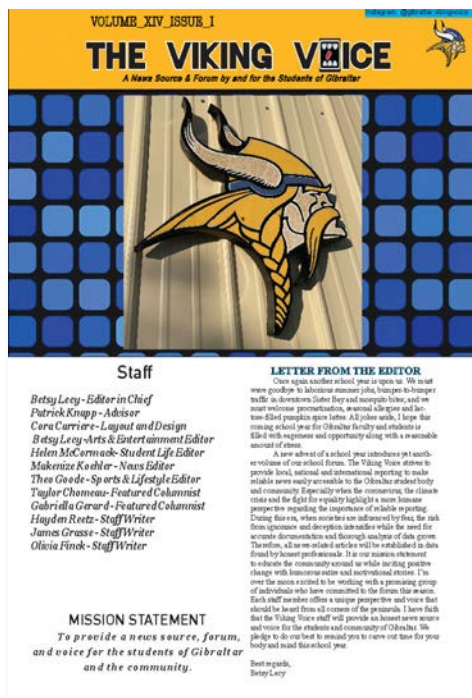 Instagram: @gibraltar.vikingvoice
VOLUME_XIV_ISSUE_I
THE VIKING VOICE
A News Source & Forum by and for the Students of Gibraltar
Staff
Betsy Lecy - Editor in Chief
Patrick Knapp - Advisor
Cora Carriere - Layout and Design
Betsy Lecy-Arts & Entertainment Editor
Helen McCormack- Student Life Editor
Makenize Koehler - News Editor
Theo Goode - Sports & Lifestyle Editor
Taylor Chomeau - Featured Columnist
Gabriella Gerard - Featured Columnist
Hayden Reetz - Staff Writer
James Grasse - Staff Writer
Olivia Finck - Staff Writer
MISSION STATEMENT
To provide a news source, forum,
and voice for the students of Gibraltar
and the community.
LETTER FROM THE EDITOR
Once again another school year is upon us. We must
wave goodbye to laborious summer jobs, bumper-to-bumper
traffic in downtown Sister Bay and mosquito bites, and we
must welcome procrastination, seasonal allergies and lac-
tose-filled pumpkin spice lattes. All jokes aside, I hope this
coming school year for Gibraltar faculty and students is
filled with eagerness and opportunity along with a reasonable
amount of stress.
A new advent of a school year introduces yet anoth-
er volume of our school forum. The Viking Voice strives to
provide local, national and international reporting to make
reliable news easily accessible to the Gibraltar student body
and community. Especially when the coronavirus, the climate
crisis and the fight for equality highlight a more humane
perspective regarding the importance of reliable reporting.
During this era, when societies are influenced by fear, the risk
from ignorance and deception intensifies while the need for
accurate documentation and thorough analysis of data grows.
Therefore, all news-related articles will be established in data
found by honest professionals. It is our mission statement
to educate the community around us while inciting positive
change with humorous satire and motivational stories. I'm
over the moon excited to be working with a promising group
of individuals who have committed to the forum this season.
Each staff member offers a unique perspective and voice that
should be heard from all corners of the peninsula. I have faith
that the Viking Voice staff will provide an honest news source
and voice for the students and community of Gibraltar. We
pledge to do our best to remind you to carve out time for your
body and mind this school year.
Best regards,
Betsy Lecy